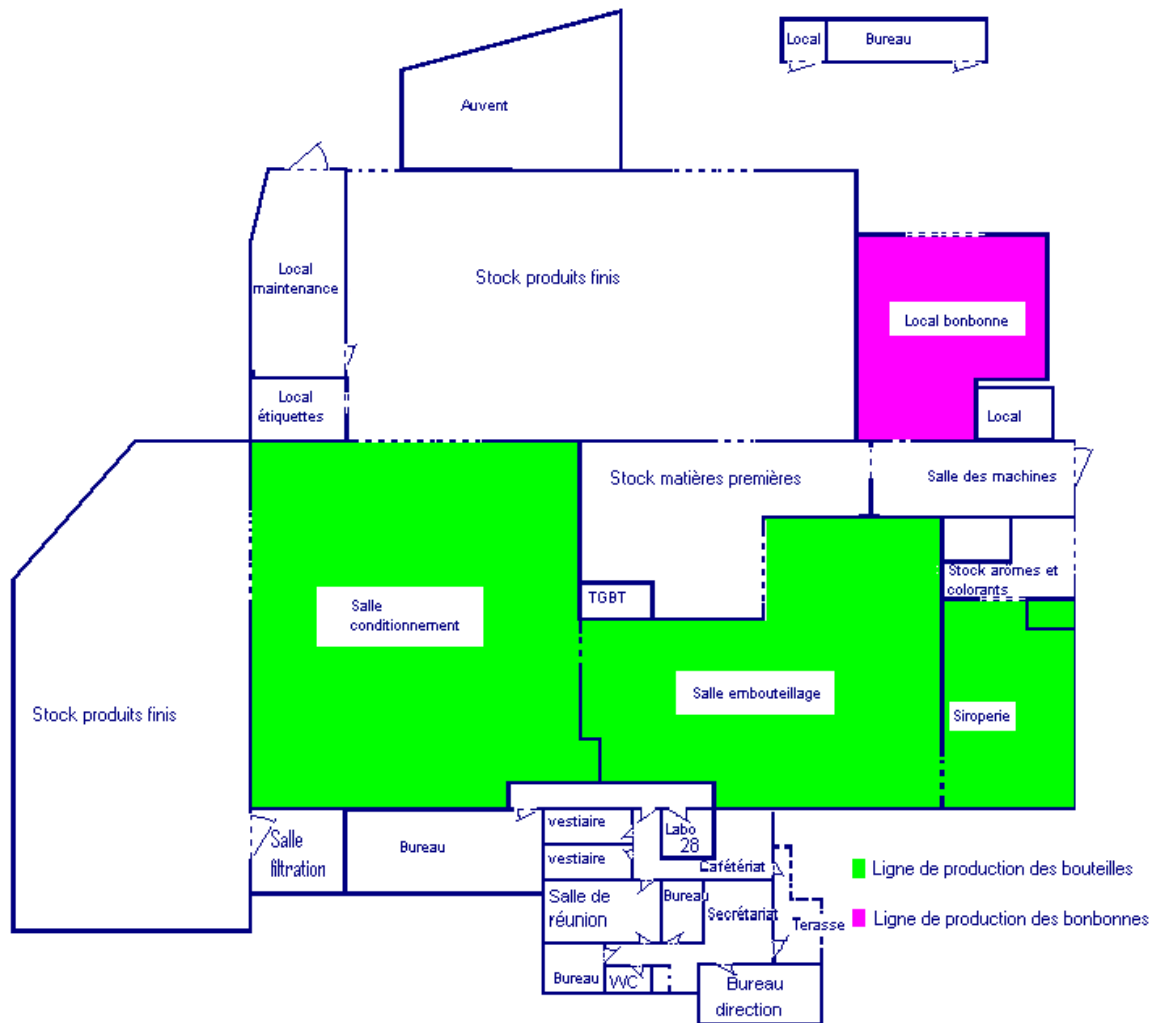 Local
Bureau
Auvent
Local
maintenance
Stock produits finis
Local bonbonne
Local
étiquettes
Local
Stock matières premières
Salle des machines
Stock arômes et
colorants
TGBT
Salle
conditionnement
Salle embouteillage
Siroperie
Stock produits finis
Salle
filtration
Bureau
vestiaire
Labo
28
vestiaire
Cafétériat
Ligne de production des bouteilles
Salle de
réunion
Bureau
Secrétariat
Terasse
Ligne de production des bonbonnes
Bureau
WC
Bureau
direction